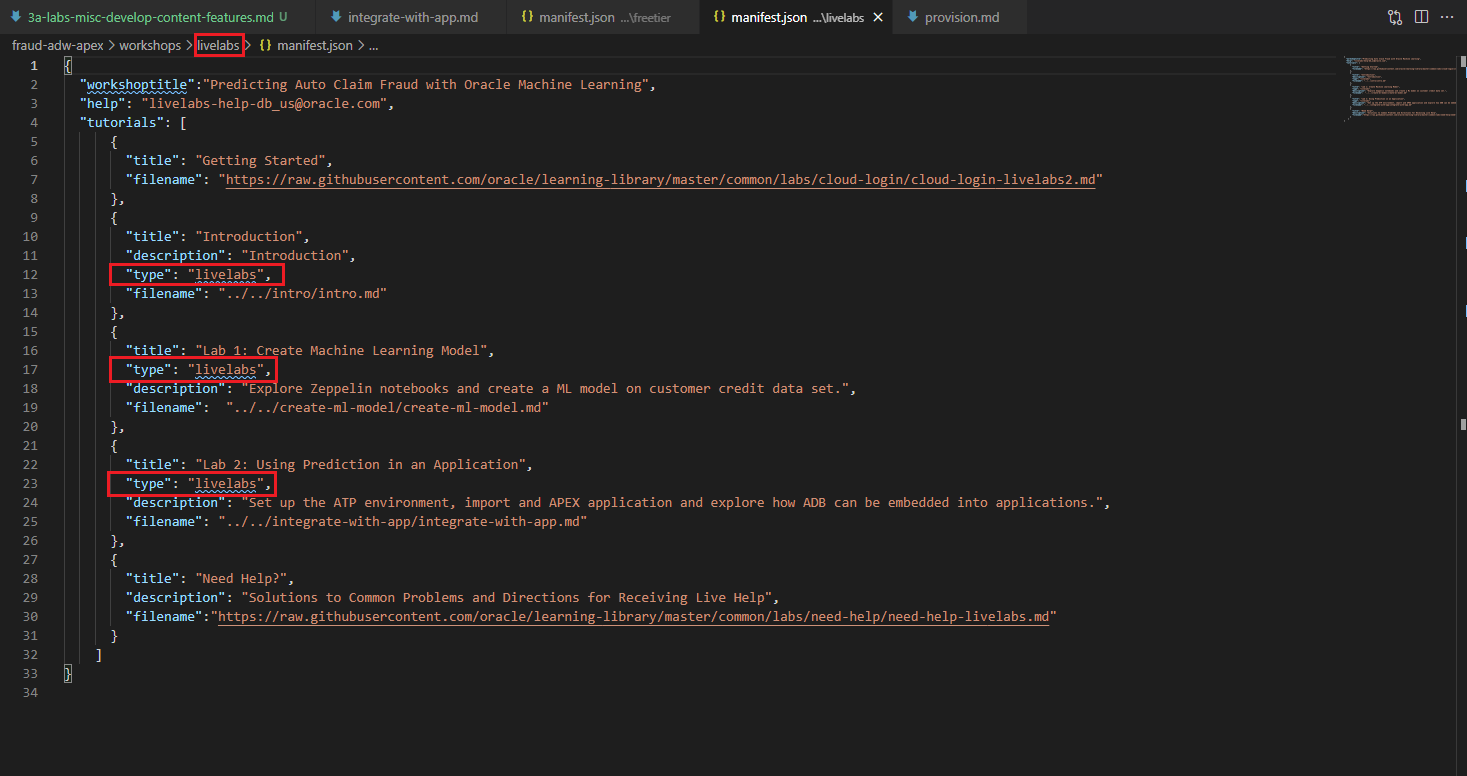 3a-labs-misc-develop-content-features.md U
integrate-with-app.md
{} manifest.json ...\freetier
{} manifest.json ...\livelabs ×
provision.md
...
fraud-adw-apex > workshops > livelabs > {} manifest.json > ...
1 {
2 "workshoptitle":"Predicting Auto Claim Fraud with Oracle Machine Learning",
3 "help": "livelabs-help-db_us@oracle.com",
4 "tutorials": [
5 {
6 "title": "Getting Started",
7 "filename": "https://raw.githubusercontent.com/oracle/learning-library/master/common/labs/cloud-login/cloud-login-livelabs2.md"
8 },
9 {
10 "title": "Introduction",
11 "description": "Introduction",
12 "type": "livelabs",
13 "filename": "../../intro/intro.md"
14 },
15 {
16 "title": "Lab 1: Create Machine Learning Model",
17 "type": "livelabs",
18 "description": "Explore Zeppelin notebooks and create a ML model on customer credit data set.",
19 "filename":  "../../create-ml-model/create-ml-model.md"
20 },
21 {
22 "title": "Lab 2: Using Prediction in an Application",
23 "type": "livelabs",
24 "description": "Set up the ATP environment, import and APEX application and explore how ADB can be embedded into applications.",
25 "filename": "../../integrate-with-app/integrate-with-app.md"
26 },
27 {
28 "title": "Need Help?",
29 "description": "Solutions to Common Problems and Directions for Receiving Live Help",
30 "filename":"https://raw.githubusercontent.com/oracle/learning-library/master/common/labs/need-help/need-help-livelabs.md"
31 }
32 ]
33 }
34